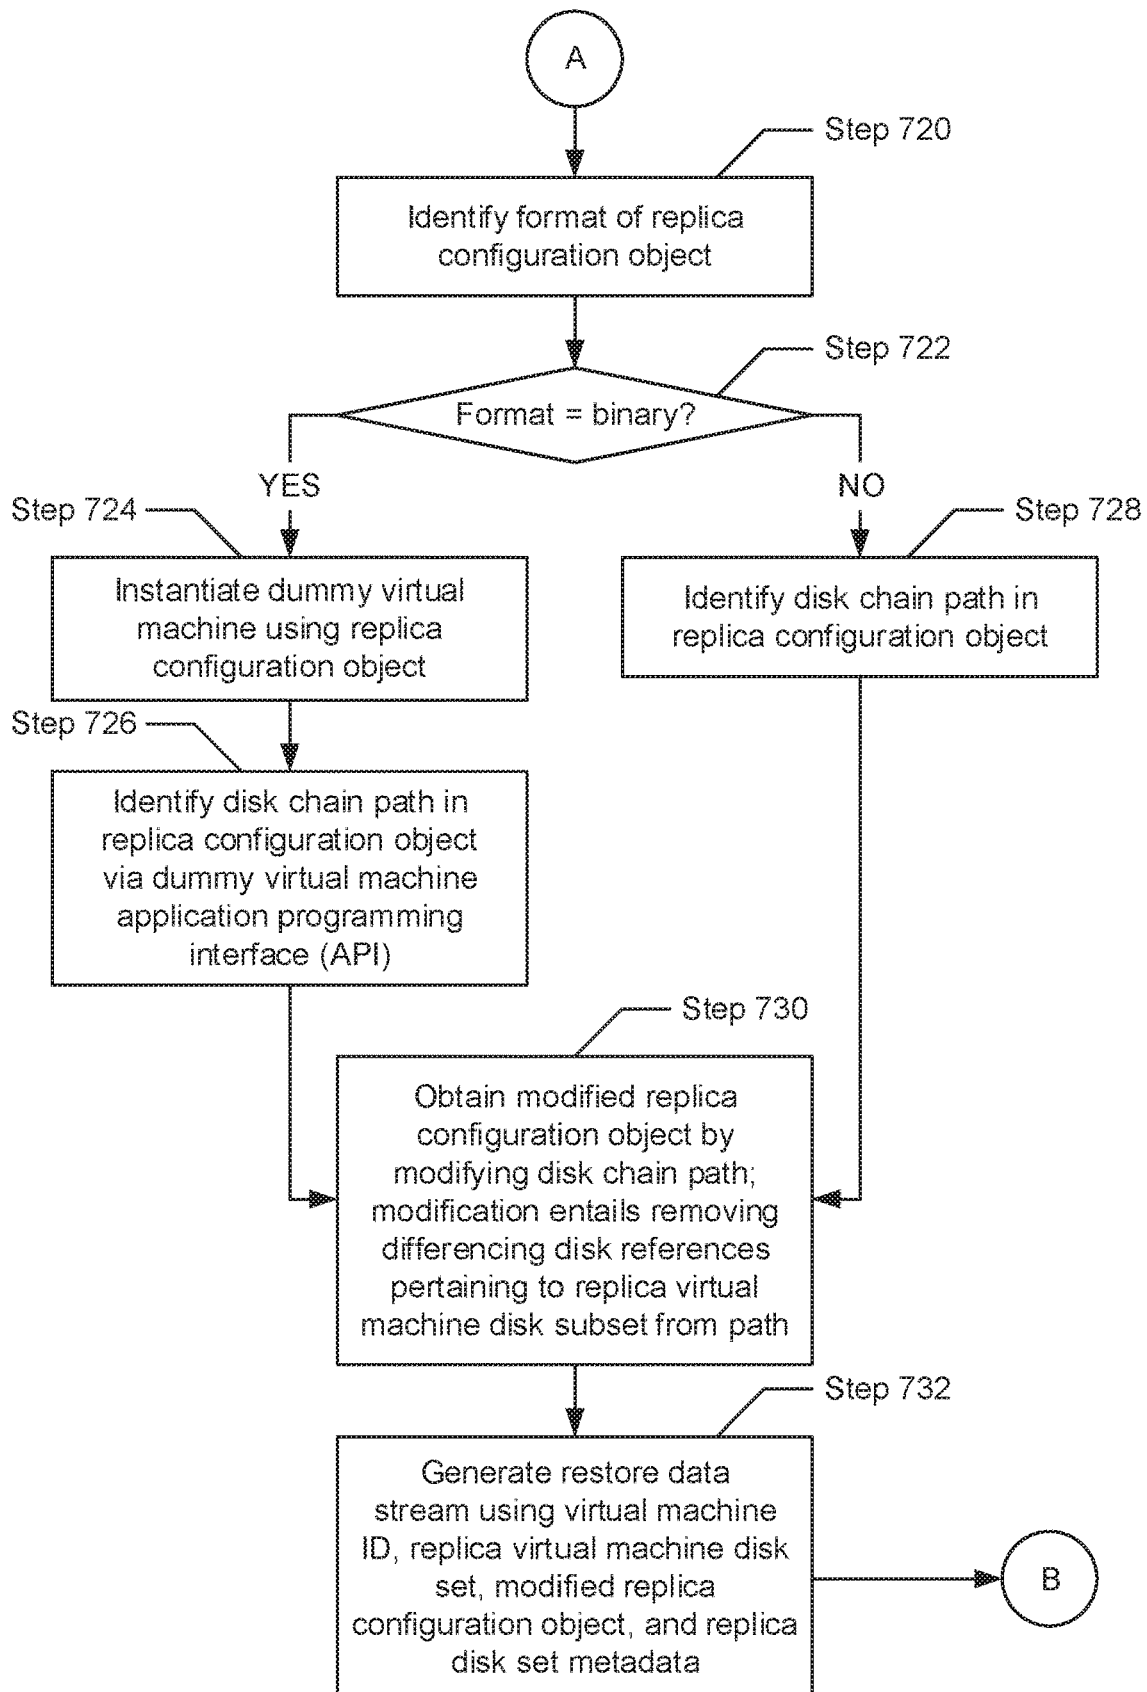 A
Step 720
Identify format of replica
configuration object
Step 722
Format = binary?
YES
NO
Step 724
Instantiate dummy virtual
machine using replica
configuration object
Step 728
Identify disk chain path in
replica configuration object
Step 726
Identify disk chain path in
replica configuration object
via dummy virtual machine
application programming
interface (API)
Step 730
Obtain modified replica
configuration object by
modifying disk chain path;
modification entails removing
differencing disk references
pertaining to replica virtual
machine disk subset from path
Step 732
Generate restore data
stream using virtual machine
ID, replica virtual machine disk
set, modified replica
configuration object, and replica
disk set metadata
B